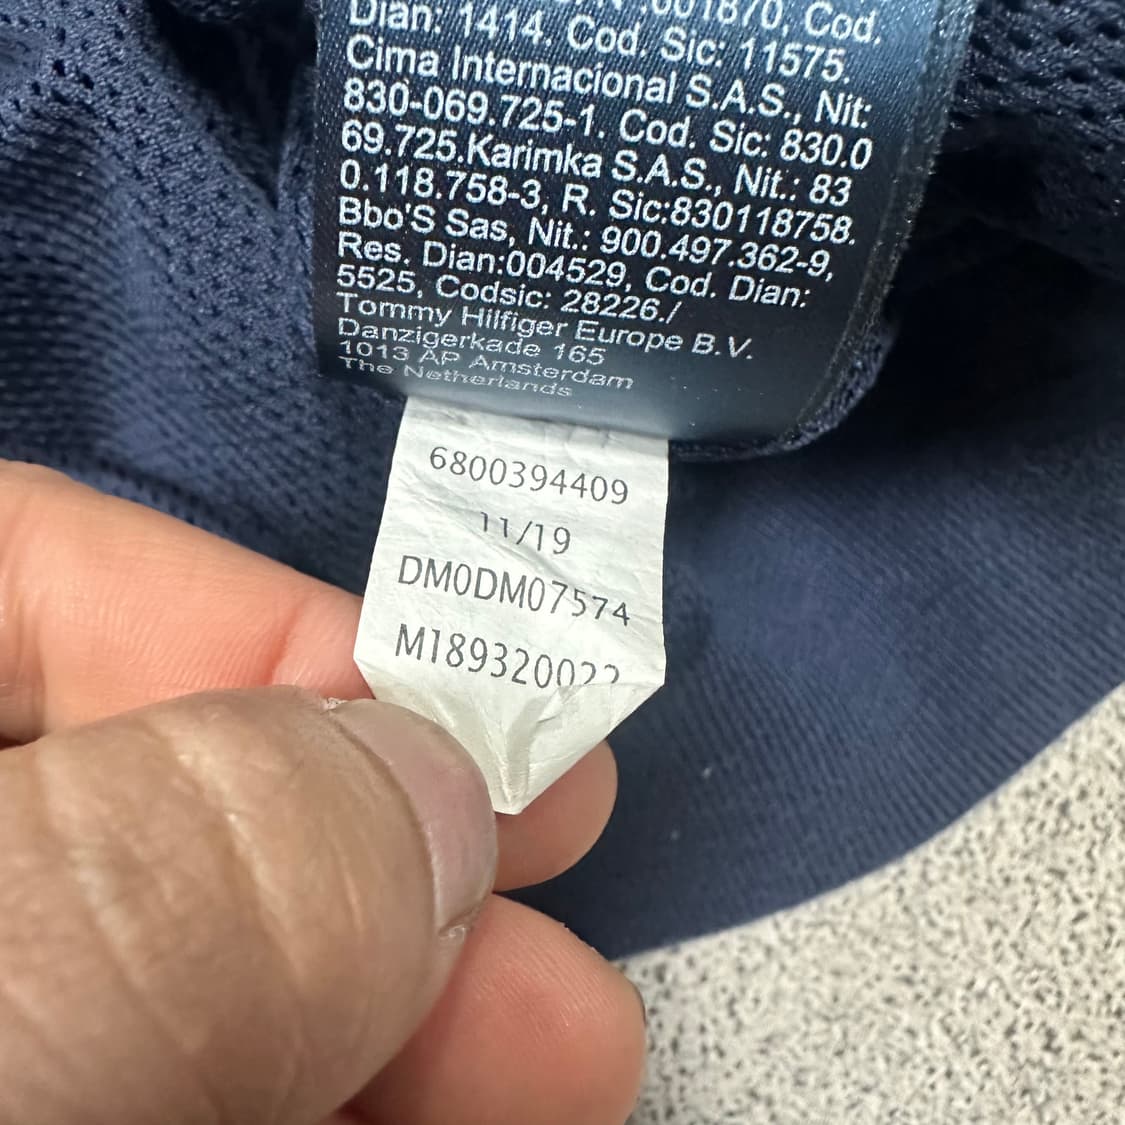 :001870, Cod.
Dian: 1414. Cod. Sic: 11575.
Cima Internacional S.A.S., Nit:
830-069.725-1. Cod. Sic: 830.0
69.725.Karimka S.A.S., Nit.: 83
0.118.758-3, R. Sic:830118758.
Bbo'S Sas, Nit.: 900.497.362-9,
Res. Dian:004529, Cod. Dian:
5525, Codsic: 28226./
Tommy Hilfiger Europe B.V.
Danzigerkade 165
1013 AP Amsterdam
The Netherlands
6800394409
11/19
DM0DM07574